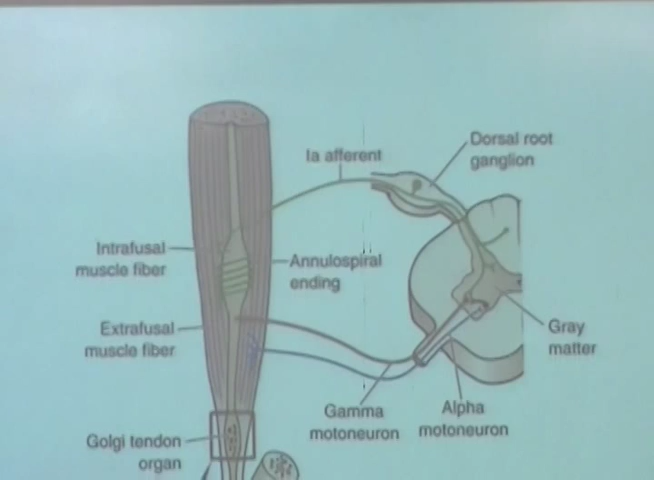 Ia afferent
Dorsal root
ganglion
Intrafusal
muscle fiber
Annulospiral
ending
Extrafusal
muscle fiber
Gray
matter
Gamma
motoneuron
Alpha
motoneuron
Golgi tendon
organ